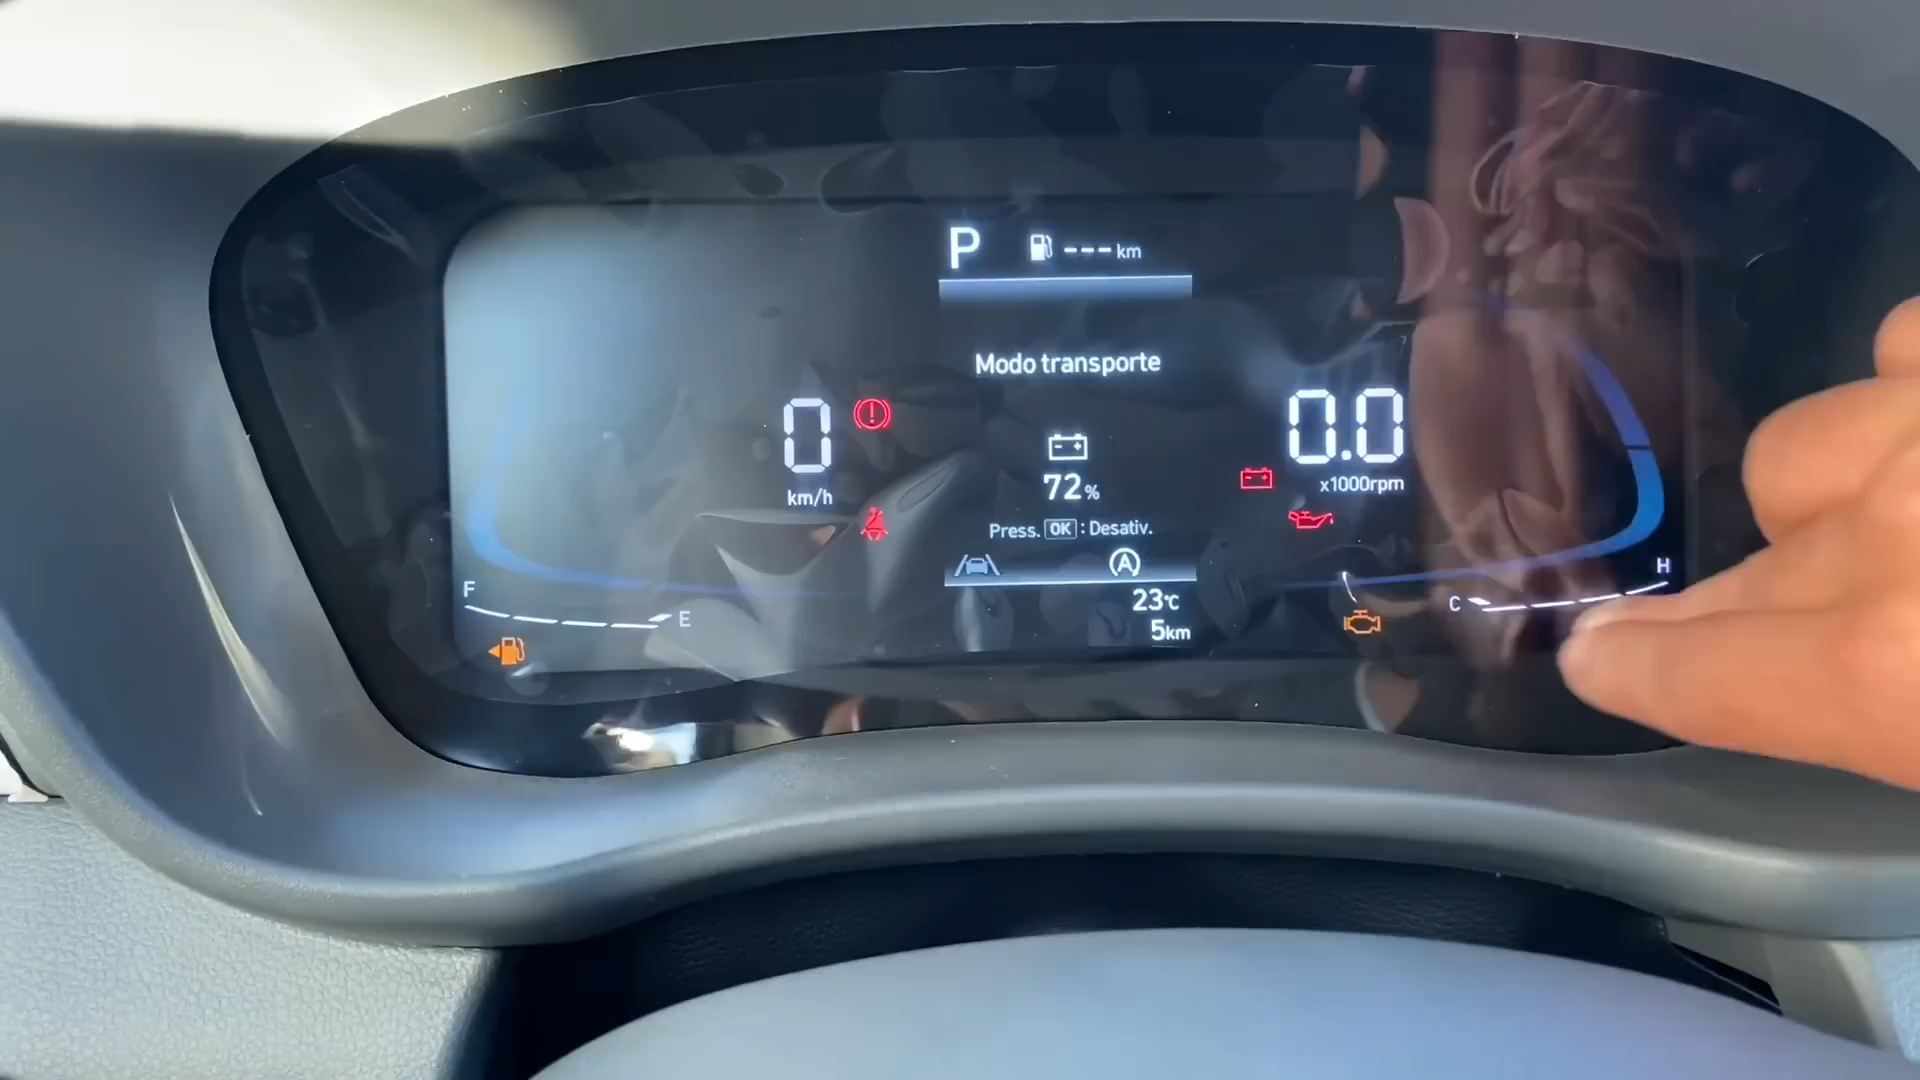 P --- km
Modo transporte
0
km/h
72%
Press. OK : Desativ.
0.0
x1000rpm
A
F
E
C
H
23°C
5km